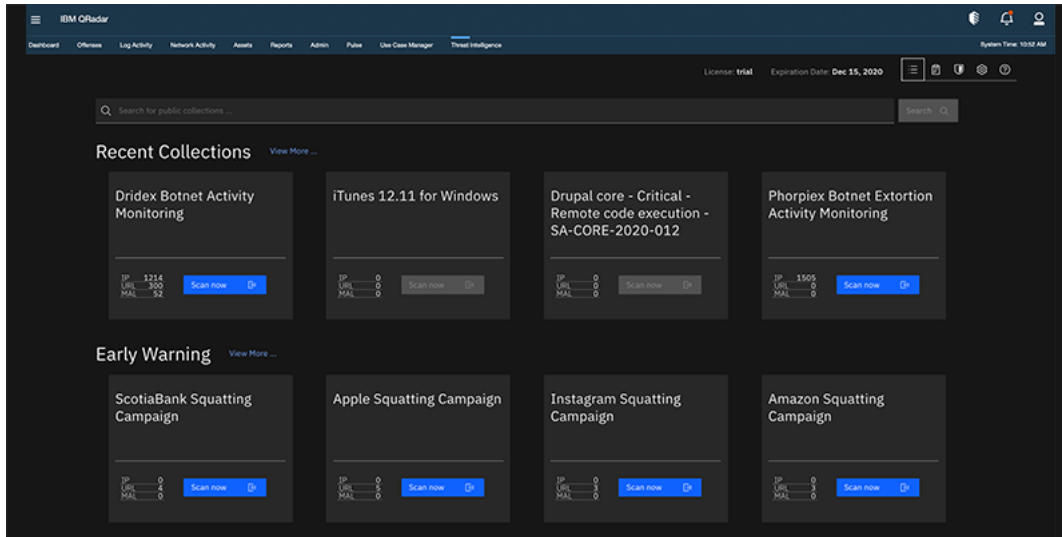 IBM QRadar
Dashboard Offenses Log Activity Network Activity Assets Reports Admin Pulse Use Case Manager Threat Intelligence System Time: 10:52 AM
License: trial Expiration Date: Dec 15, 2020
Search for public collections ... Search
Recent Collections View More ...
Dridex Botnet Activity
Monitoring
IP 1214
URL 300
MAL 52
Scan now
iTunes 12.11 for Windows
IP 0
URL 0
MAL 0
Scan now
Drupal core - Critical -
Remote code execution -
SA-CORE-2020-012
IP 0
URL 0
MAL 0
Scan now
Phorpiex Botnet Extortion
Activity Monitoring
IP 1505
URL 0
MAL 0
Scan now
Early Warning View More ...
ScotiaBank Squatting
Campaign
IP 0
URL 4
MAL 0
Scan now
Apple Squatting Campaign
IP 0
URL 5
MAL 0
Scan now
Instagram Squatting
Campaign
IP 0
URL 3
MAL 0
Scan now
Amazon Squatting
Campaign
IP 0
URL 3
MAL 0
Scan now